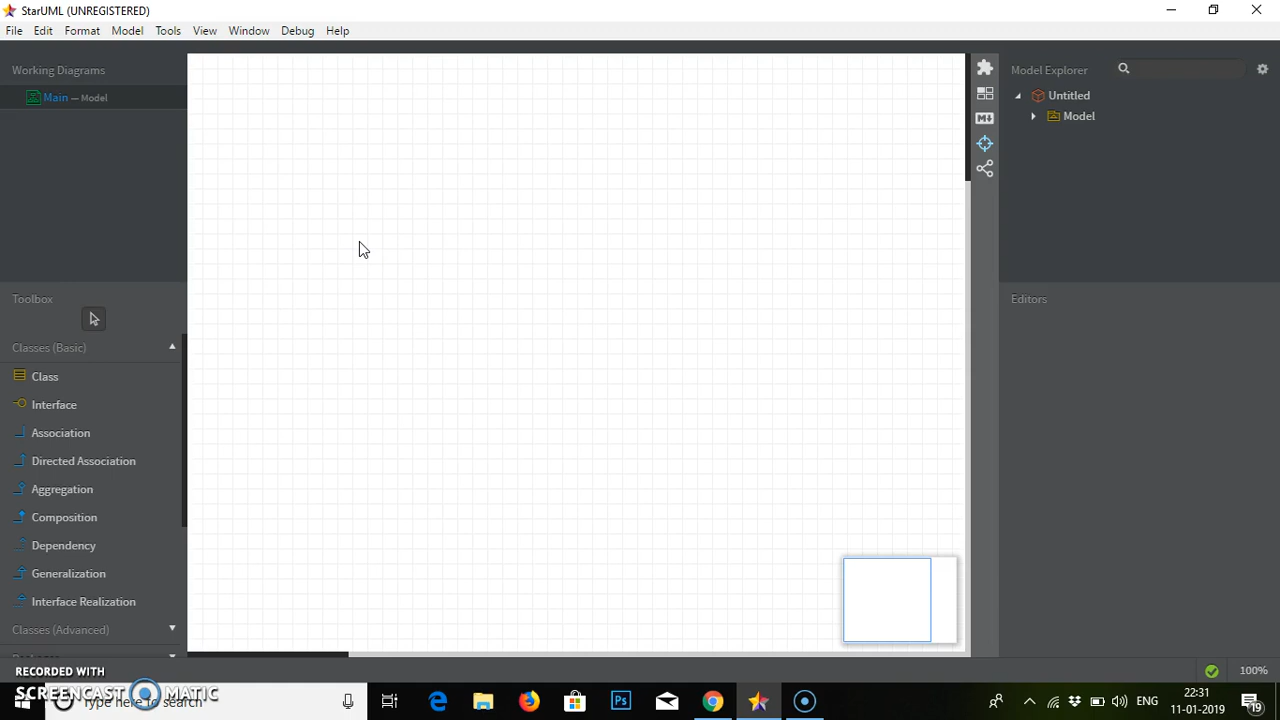 StarUML (UNREGISTERED)
File Edit Format Model Tools View Window Debug Help
Working Diagrams
Main — Model
Toolbox
Classes (Basic)
Class
Interface
Association
Directed Association
Aggregation
Composition
Dependency
Generalization
Interface Realization
Classes (Advanced)
M↓
Model Explorer
Untitled
Model
Editors
100%
RECORDED WITH
SCREENCAST MATIC
Type here to search
Ps
ENG
22:31
11-01-2019
19